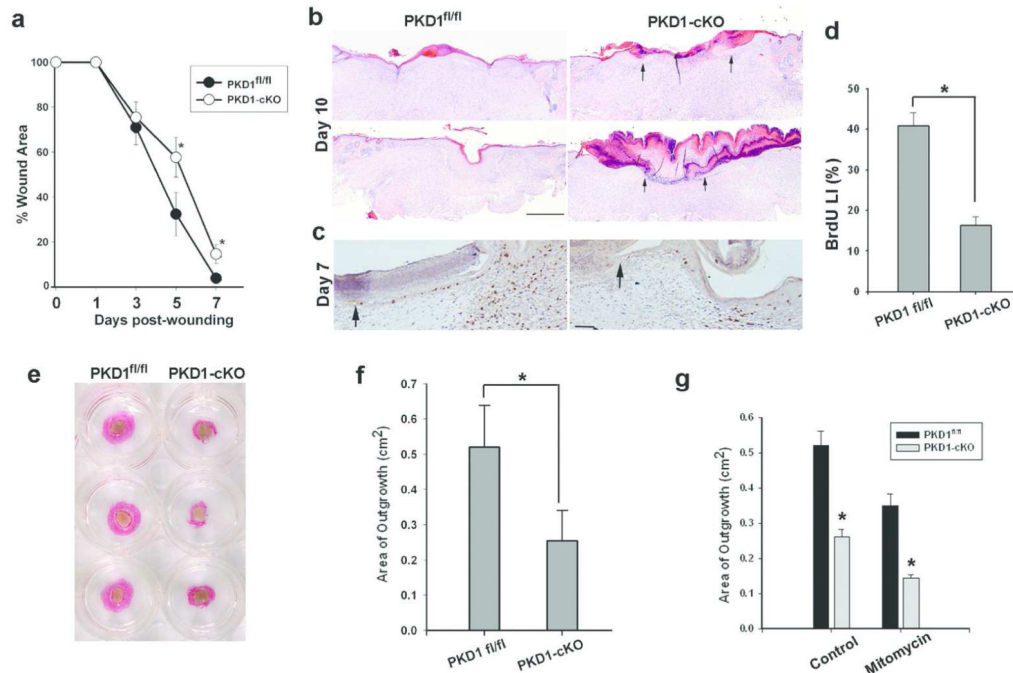 a
% Wound Area
100
80
60
40
20
0
0 1 3 5 7
Days post-wounding
PKD1fl/fl
PKD1-cKO
*
*
b
PKD1fl/fl PKD1-cKO
Day 10
c
Day 7
d
BrdU LI (%)
50
40
30
20
10
0
*
PKD1 fl/fl PKD1-cKO
e
PKD1fl/fl PKD1-cKO
f
Area of Outgrowth (cm2)
0.7
0.6
0.5
0.4
0.3
0.2
0.1
0.0
*
PKD1 fl/fl PKD1-cKO
g
Area of Outgrowth (cm2)
0.5
0.4
0.3
0.2
0.1
0.0
PKD1fl/fl
PKD1-cKO
*
*
Control Mitomycin